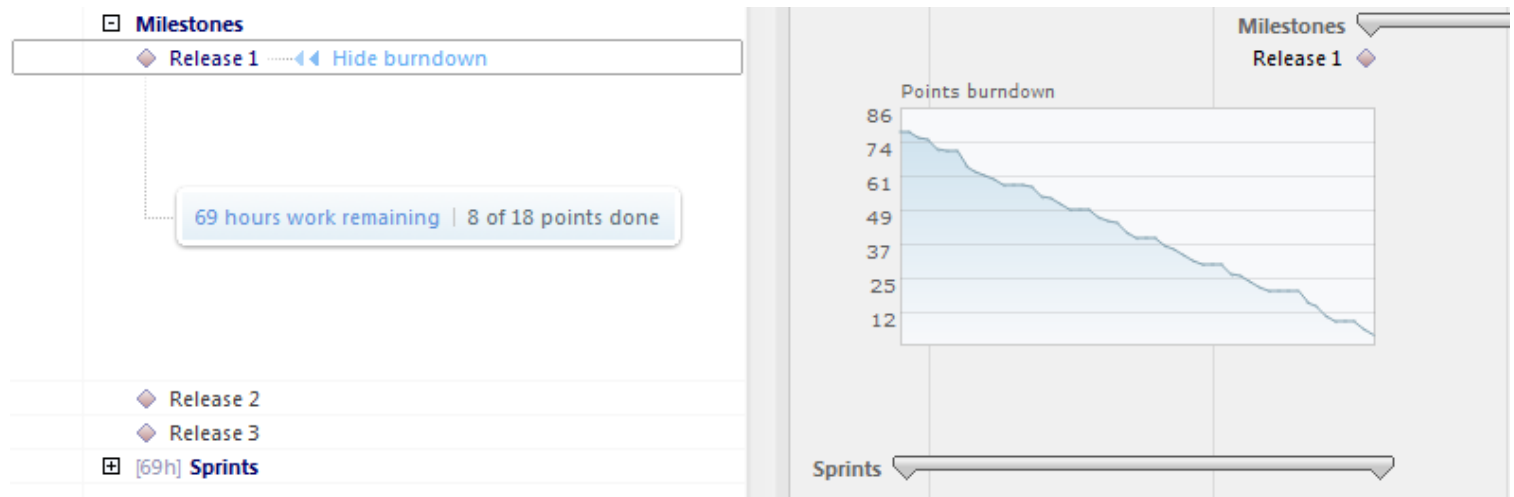 Milestones
Release 1 Hide burndown
69 hours work remaining | 8 of 18 points done
Release 2
Release 3
[69h] Sprints
Milestones
Release 1
Points burndown
86
74
61
49
37
25
12
Sprints